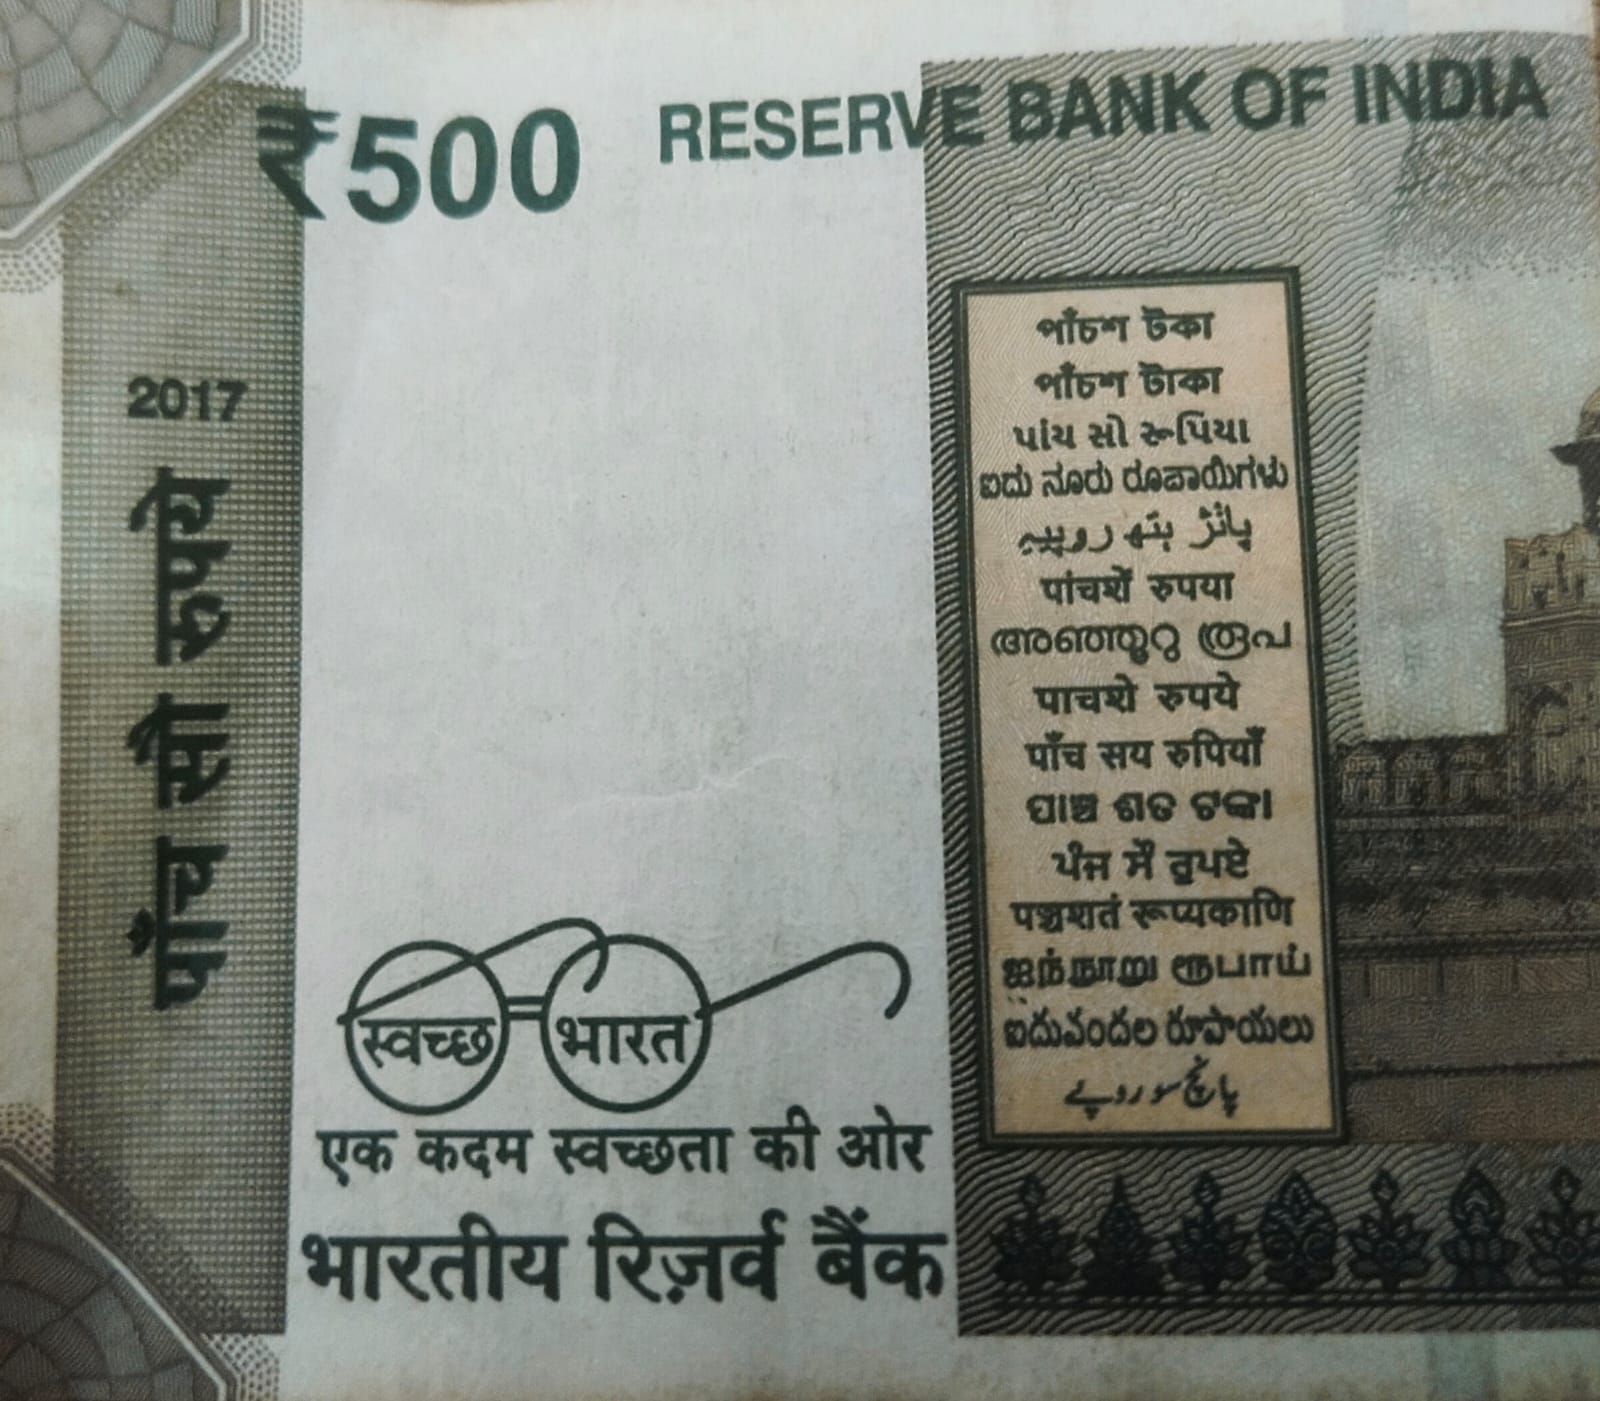 ₹500
RESERVE BANK OF INDIA
2017
पाँच सौ रुपये
পাঁচশ টকা
পাঁচশ টাকা
પાંચ સો રૂપિયા
ಐದು ನೂರು ರೂಪಾಯಿಗಳು
پانژھ ہتھ روپیہ
पांचशें रुपया
അഞ്ഞൂറു രൂപ
पाचशे रुपये
पाँच सय रुपियाँ
ପାଞ୍ଚ ଶତ ଟଙ୍କା
ਪੰਜ ਸੌ ਰੁਪਏ
पञ्चशतं रूप्यकाणि
ஐந்நூறு ரூபாய்
ఐదువందల రూపాయలు
پانچ سو روپے
स्वच्छ भारत
एक कदम स्वच्छता की ओर
भारतीय रिज़र्व बैंक